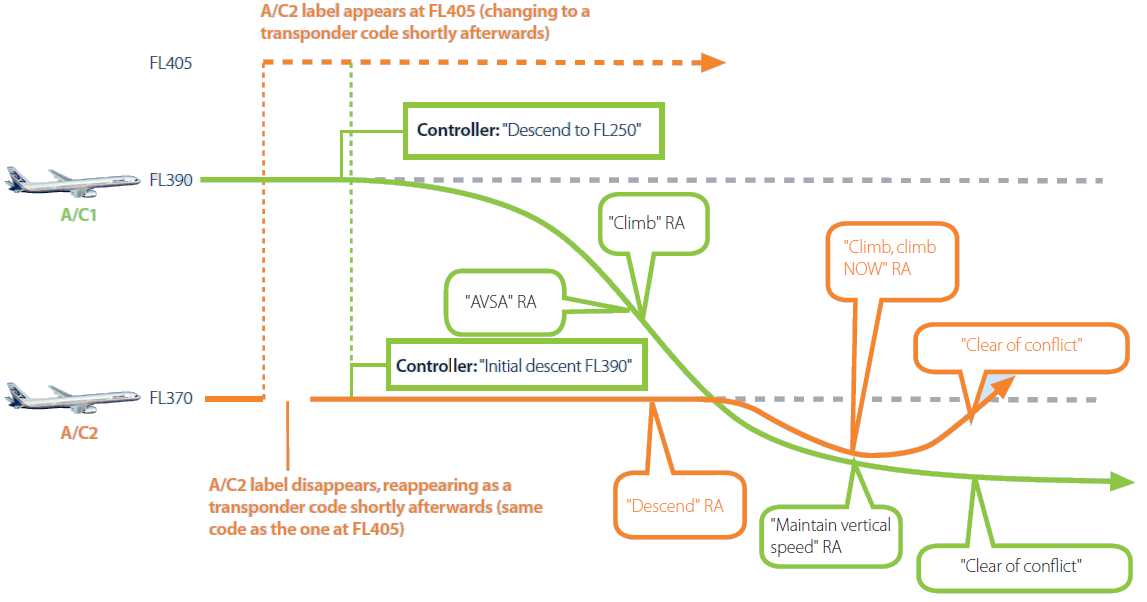 A/C2 label appears at FL405 (changing to a
transponder code shortly afterwards)
FL405
Controller: "Descend to FL250"
FL390
A/C1
"Climb" RA
"Climb, climb
NOW" RA
"AVSA" RA
"Clear of conflict"
Controller: "Initial descent FL390"
FL370
A/C2
A/C2 label disappears, reappearing as a
transponder code shortly afterwards (same
code as the one at FL405)
"Descend" RA
"Maintain vertical
speed" RA
"Clear of conflict"